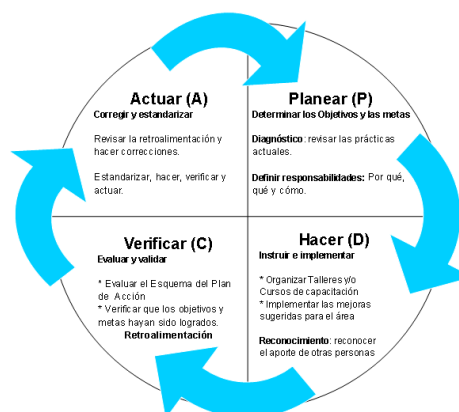 Actuar (A)
Corregir y estandarizar
Revisar la retroalimentación y
hacer correcciones.
Estandarizar, hacer, verificar y
actuar.
Planear (P)
Determinar los Objetivos y las metas
Diagnóstico: revisar las prácticas
actuales.
Definir responsabilidades: Por qué,
qué y cómo.
Verificar (C)
Evaluar y validar
* Evaluar el Esquema del Plan
de Acción
* Verificar que los objetivos y
metas hayan sido logrados.
Retroalimentación
Hacer (D)
Instruir e implementar
* Organizar Talleres y/o
Cursos de capacitación
* Implementar las mejoras
sugeridas para el área
Reconocimiento: reconocer
el aporte de otras personas